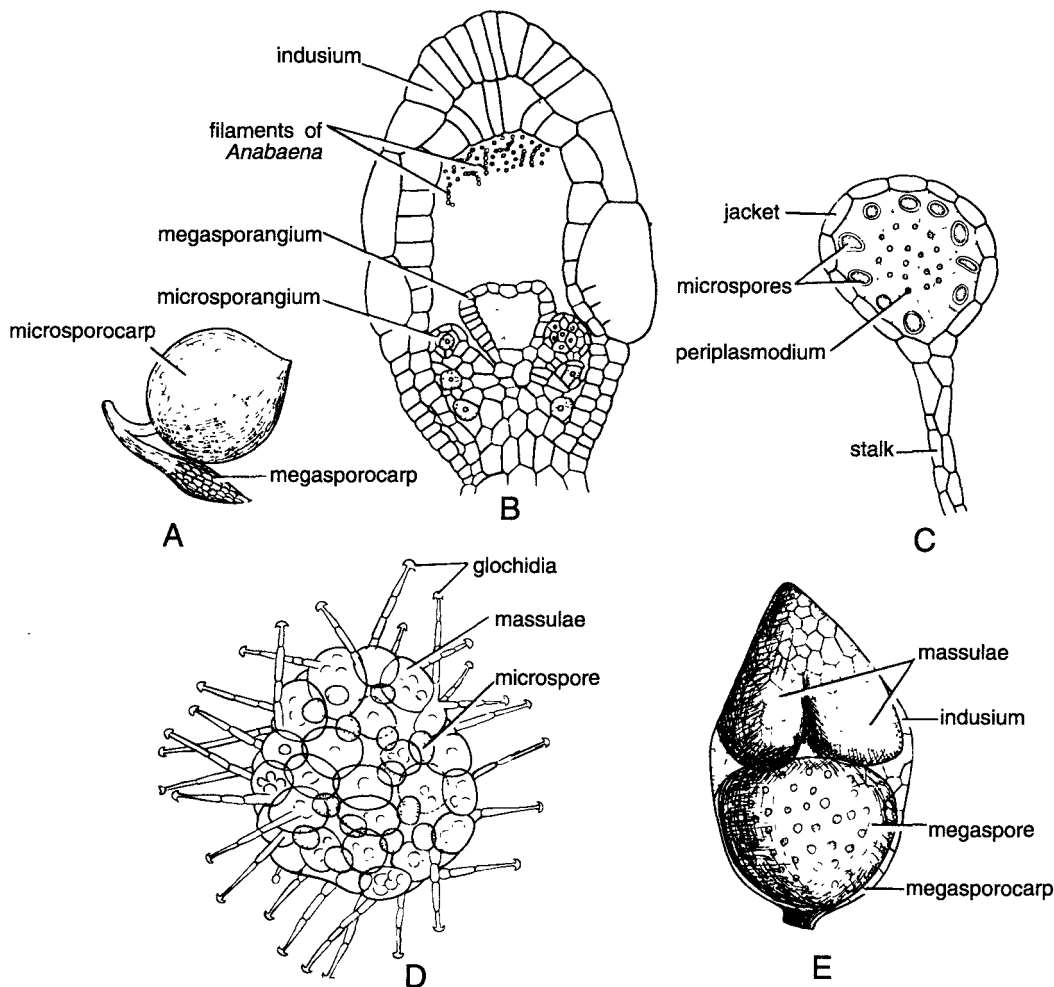 indusium
filaments of
Anabaena
megasporangium
microsporangium
microsporocarp
megasporocarp
A
B
jacket
microspores
periplasmodium
stalk
C
glochidia
massulae
microspore
D
massulae
indusium
megaspore
megasporocarp
E